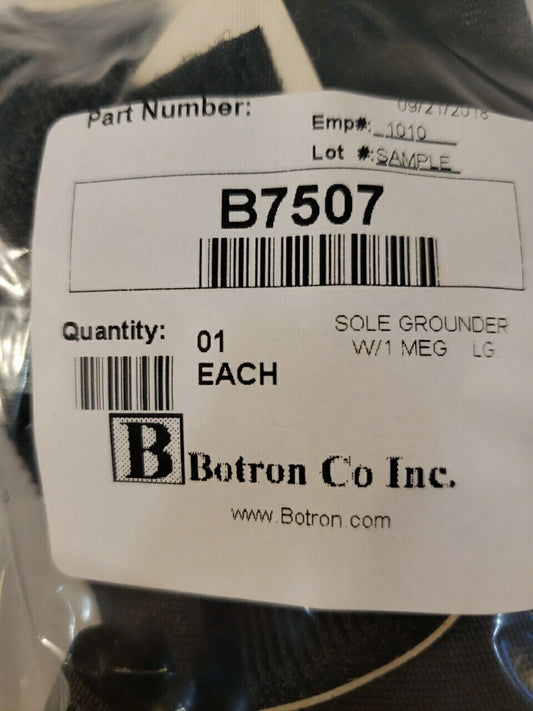 Part Number:
09/21/2018
Emp#: 1010
Lot #: SAMPLE
B7507
Quantity: 01
EACH
SOLE GROUNDER
W/1 MEG LG
B Botron Co Inc.
www.Botron.com